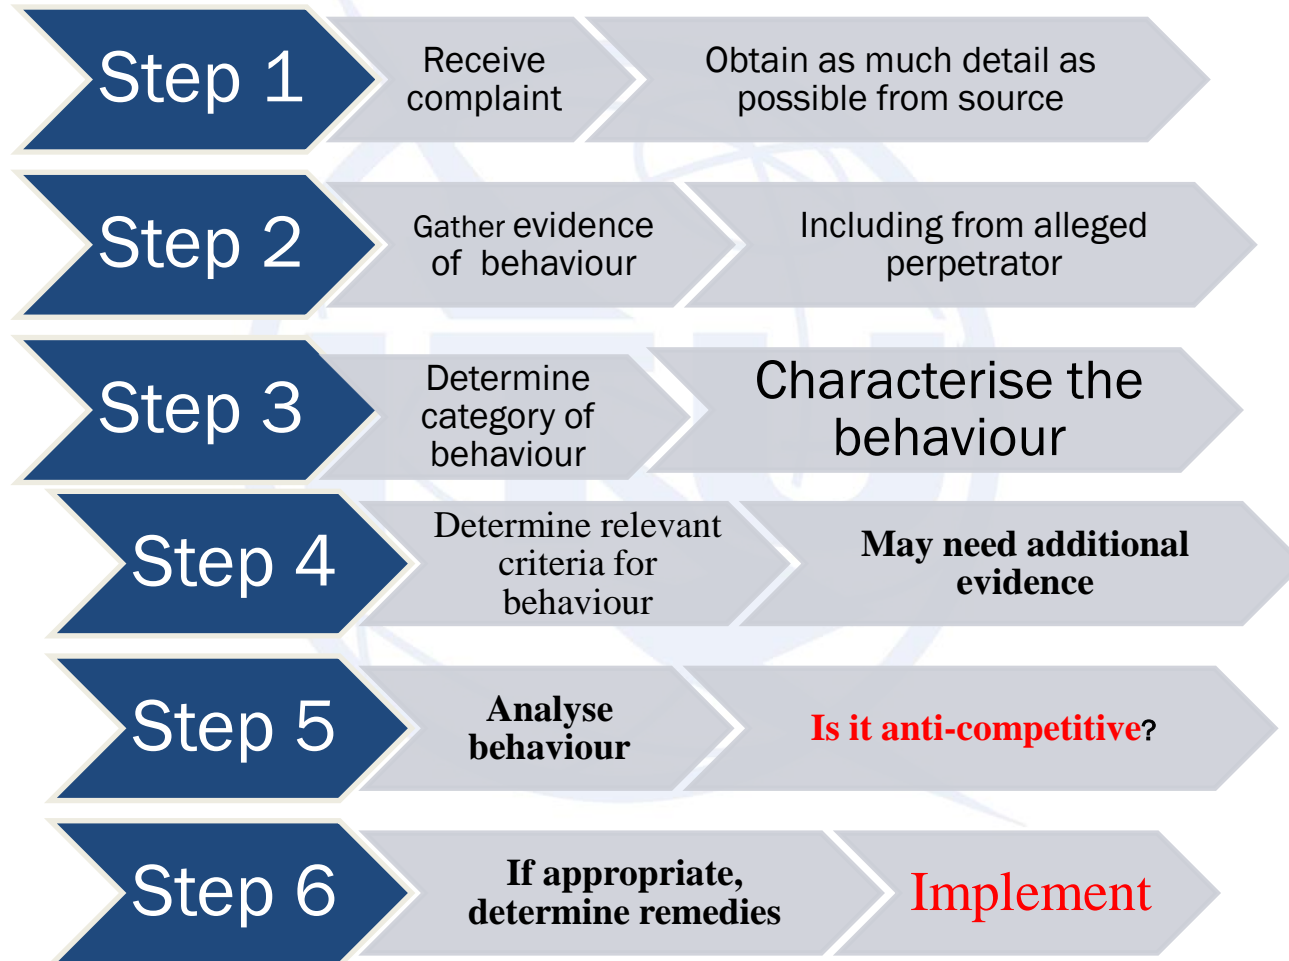 Step 1
Receive
complaint
Obtain as much detail as
possible from source
Step 2
Gather evidence
of behaviour
Including from alleged
perpetrator
Step 3
Determine
category of
behaviour
Characterise the
behaviour
Step 4
Determine relevant
criteria for
behaviour
May need additional
evidence
Step 5
Analyse
behaviour
Is it anti-competitive?
Step 6
If appropriate,
determine remedies
Implement